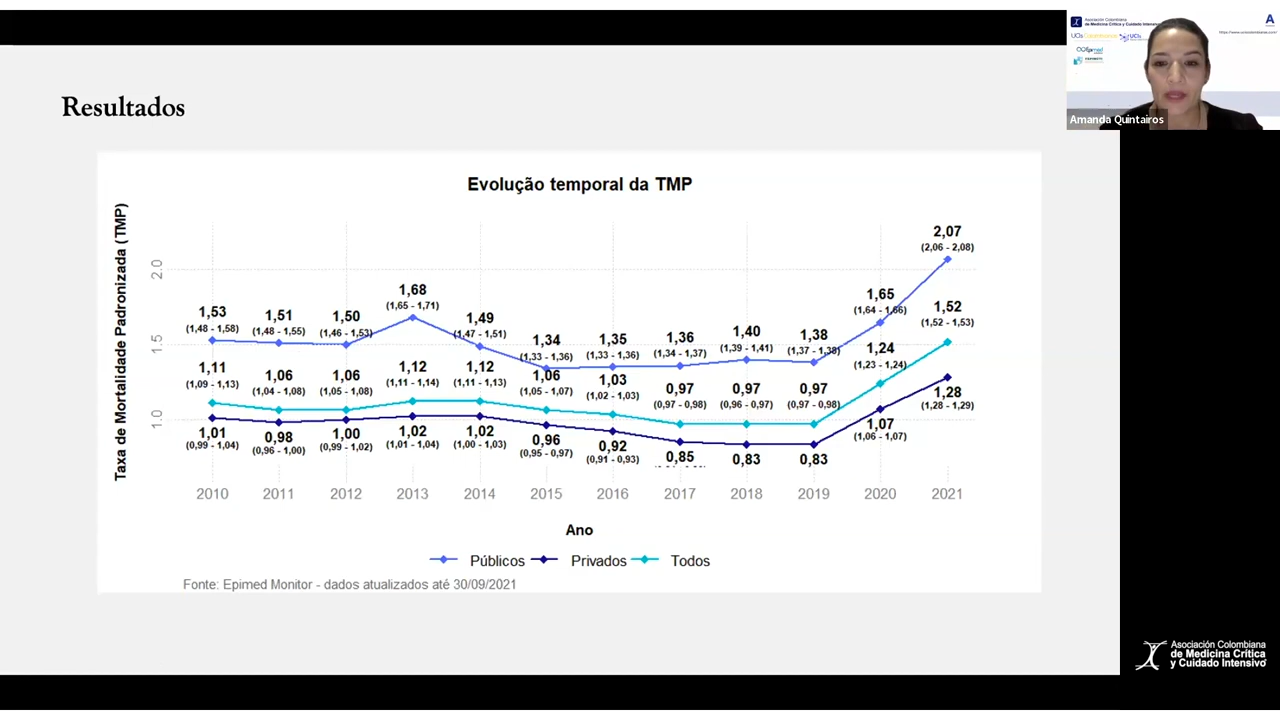 Asociación Colombiana
de Medicina Crítica y Cuidado Intensivo
A
UCIs Colombianas
UCIs
Epimed
Amanda Quintairos
Resultados
Evolução temporal da TMP
Taxa de Mortalidade Padronizada (TMP)
2.0
1.5
1.0
1,53 1,51 1,50 1,68 1,49 1,34 1,35 1,36 1,40 1,38 1,65 2,07
(1,48 - 1,58) (1,48 - 1,55) (1,46 - 1,53) (1,65 - 1,71) (1,47 - 1,51) (1,33 - 1,36) (1,33 - 1,36) (1,34 - 1,37) (1,39 - 1,41) (1,37 - 1,38) (1,64 - 1,66) (2,06 - 2,08)
1,11 1,06 1,06 1,12 1,12 1,06 1,03 0,97 0,97 0,97 1,24 1,52
(1,09 - 1,13) (1,04 - 1,08) (1,05 - 1,08) (1,11 - 1,14) (1,11 - 1,13) (1,05 - 1,07) (1,02 - 1,03) (0,97 - 0,98) (0,96 - 0,97) (0,97 - 0,98) (1,23 - 1,24) (1,52 - 1,53)
1,01 0,98 1,00 1,02 1,02 0,96 0,92 0,85 0,83 0,83 1,07 1,28
(0,99 - 1,04) (0,96 - 1,00) (0,99 - 1,02) (1,01 - 1,04) (1,00 - 1,03) (0,95 - 0,97) (0,91 - 0,93) (1,06 - 1,07) (1,28 - 1,29)
2010 2011 2012 2013 2014 2015 2016 2017 2018 2019 2020 2021
Ano
Públicos Privados Todos
Fonte: Epimed Monitor - dados atualizados até 30/09/2021
Asociación Colombiana
de Medicina Crítica
y Cuidado Intensivo